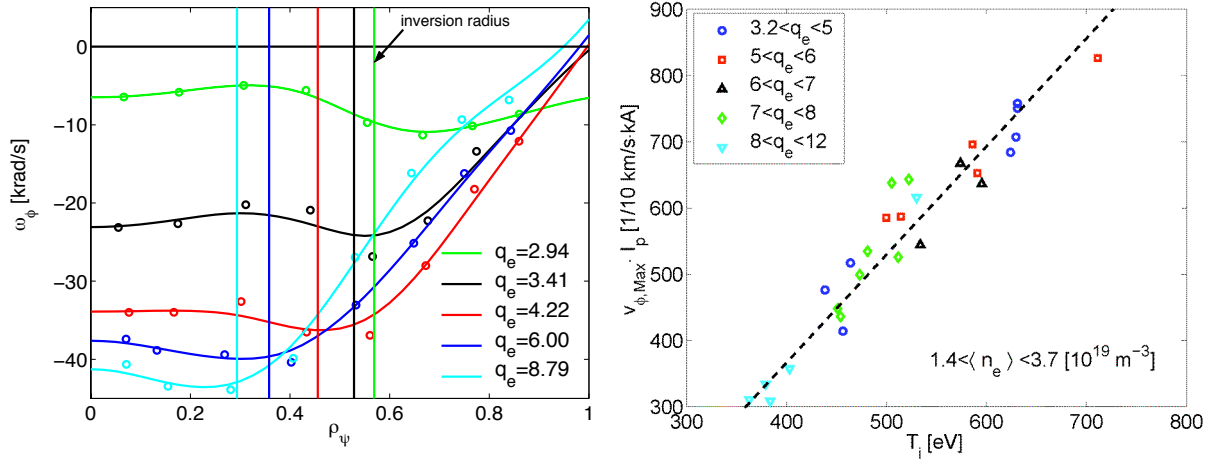 inversion radius
ω_ϕ [krad/s]
0
−10
−20
−30
−40
q_e=2.94
q_e=3.41
q_e=4.22
q_e=6.00
q_e=8.79
0 0.2 0.4 0.6 0.8 1
ρ_ψ
v_ϕ,Max · I_p [1/10 km/s·kA]
900
800
700
600
500
400
300
3.2<q_e<5
5<q_e<6
6<q_e<7
7<q_e<8
8<q_e<12
1.4<⟨ n_e ⟩ <3.7 [10^19 m^−3]
300 400 500 600 700 800
T_i [eV]